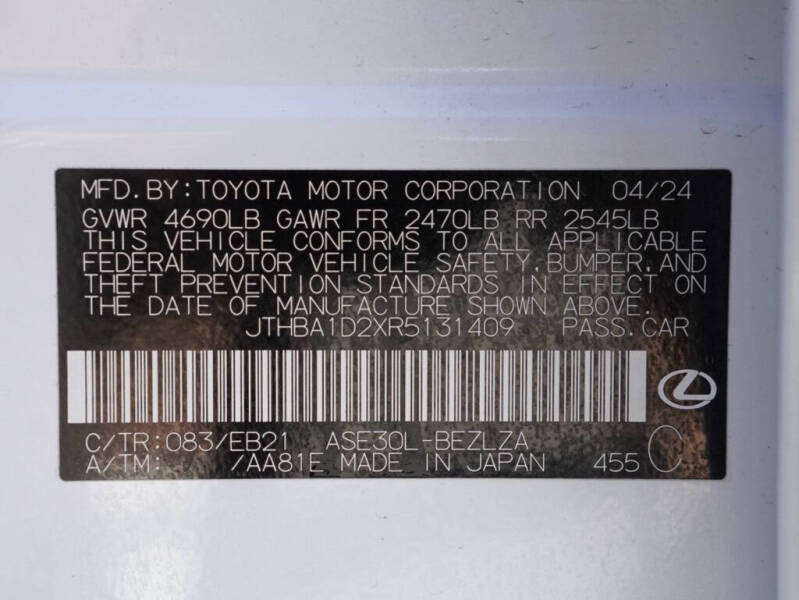 MFD. BY: TOYOTA MOTOR CORPORATION 04/24
GVWR 4690LB GAWR FR 2470LB RR 2545LB
THIS VEHICLE CONFORMS TO ALL APPLICABLE
FEDERAL MOTOR VEHICLE SAFETY, BUMPER, AND
THEFT PREVENTION STANDARDS IN EFFECT ON
THE DATE OF MANUFACTURE SHOWN ABOVE.
JTHBA1D2XR5131409 PASS. CAR
C/TR: 083/EB21 ASE30L-BEZLZA
A/TM: /AA81E MADE IN JAPAN 455 C